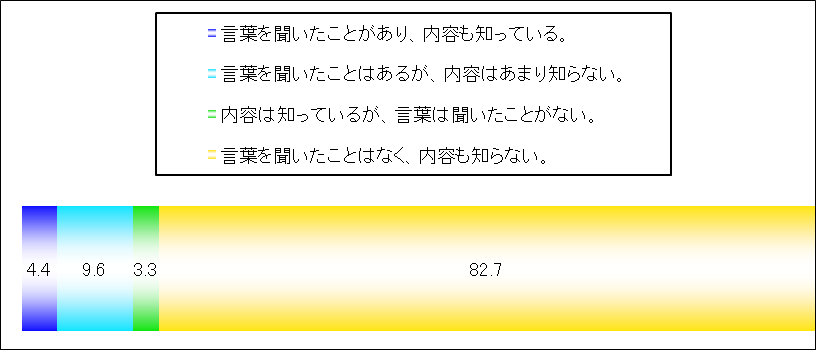 言葉を聞いたことがあり、内容も知っている。
言葉を聞いたことはあるが、内容はあまり知らない。
内容は知っているが、言葉は聞いたことがない。
言葉を聞いたことはなく、内容も知らない。
4.4 9.6 3.3 82.7